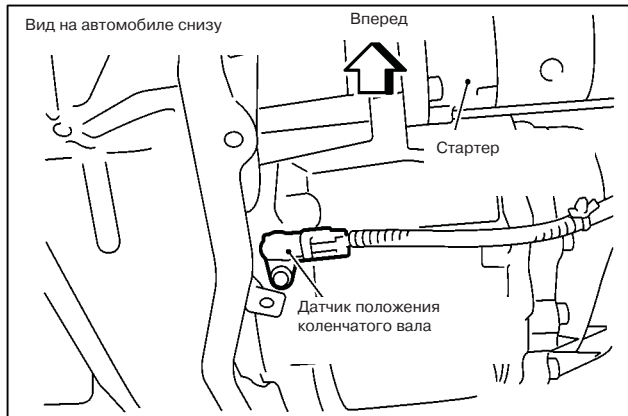 Вид на автомобиле снизу
Вперед
Стартер
Датчик положения
коленчатого вала